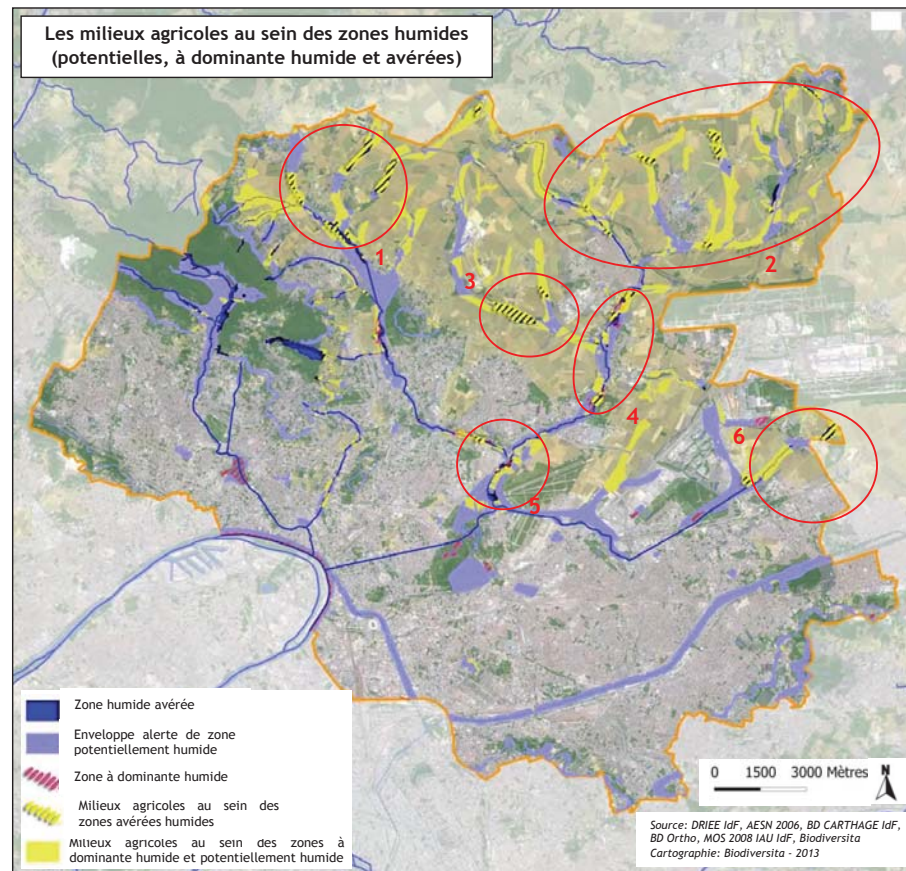 Les milieux agricoles au sein des zones humides
(potentielles, à dominante humide et avérées)
1
2
3
4
6
5
Zone humide avérée
Enveloppe alerte de zone
potentiellement humide
Zone à dominante humide
Milieux agricoles au sein des
zones avérées humides
Milieux agricoles au sein des zones à
dominante humide et potentiellement humide
0 1500 3000 Mètres
N
Source: DRIEE IdF, AESN 2006, BD CARTHAGE IdF,
BD Ortho, MOS 2008 IAU IdF, Biodiversita
Cartographie: Biodiversita - 2013